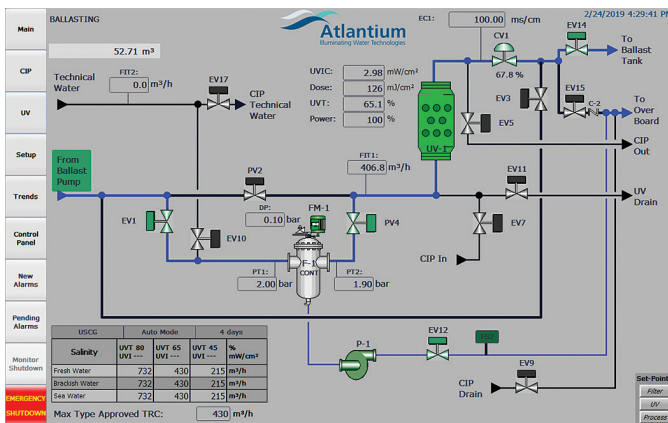 BALLASTING
Atlantium
Illuminating Water Technologies
EC1: 100.00 ms/cm
2/24/2019 4:29:41 PM
Main
CIP
UV
Setup
Trends
Control
Panel
New
Alarms
Pending
Alarms
Monitor
Shutdown
EMERGENCY
SHUTDOWN
52.71 m³
Technical
Water
FIT2:
0.0 m³/h
EV17
CIP
Technical
Water
UVIC: 2.98 mW/cm²
Dose: 126 mJ/cm²
UVT: 65.1 %
Power: 100 %
CV1
67.8 %
EV14
To
Ballast
Tank
EV3
EV15
C-2
To
Over
Board
UV-1
EV5
CIP
Out
FIT1:
406.8 m³/h
From
Ballast
Pump
PV2
EV11
UV
Drain
DP:
0.10 bar
FM-1
EV1
EV10
PV4
EV7
F-1
CONT
CIP In
PT1:
2.00 bar
PT2:
1.90 bar
P-1
EV12
EV9
CIP
Drain
USCG Auto Mode 4 days
Salinity UVT 80 UVI --- UVT 65 UVI --- UVT 45 UVI --- % mW/cm²
Fresh Water 732 430 215 m³/h
Brackish Water 732 430 215 m³/h
Sea Water 732 430 215 m³/h
Max Type Approved TRC: 430 m³/h
Set-Point
Filter
UV
Process